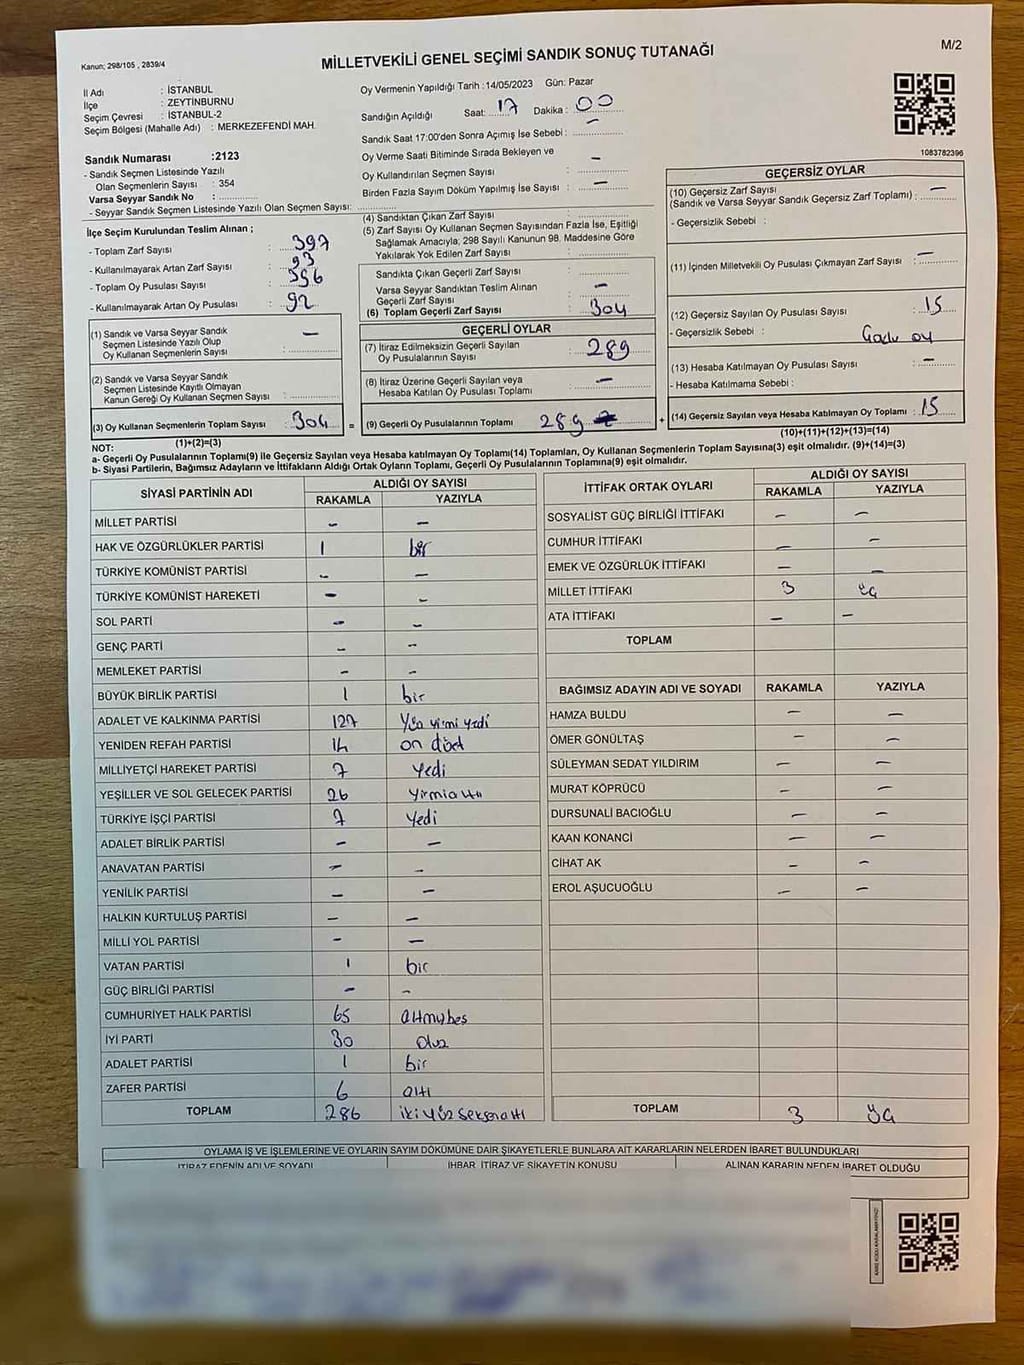 Kanun; 298/105 , 2839/4
MİLLETVEKİLİ GENEL SEÇİMİ SANDIK SONUÇ TUTANAĞI
M/2
İl Adı : İSTANBUL
İlçe : ZEYTİNBURNU
Seçim Çevresi : İSTANBUL-2
Seçim Bölgesi (Mahalle Adı) : MERKEZEFENDİ MAH.
Oy Vermenin Yapıldığı Tarih :14/05/2023 Gün: Pazar
Sandığın Açıldığı Saat: 17 Dakika : 00
Sandık Saat 17:00'den Sonra Açımış İse Sebebi : –
Oy Verme Saati Bitiminde Sırada Bekleyen ve
Oy Kullandırılan Seçmen Sayısı : –
Birden Fazla Sayım Döküm Yapılmış İse Sayısı : –
1083782396
Sandık Numarası :2123
- Sandık Seçmen Listesinde Yazılı
Olan Seçmenlerin Sayısı : 354
Varsa Seyyar Sandık No :
- Seyyar Sandık Seçmen Listesinde Yazılı Olan Seçmen Sayısı:
İlçe Seçim Kurulundan Teslim Alınan ;
- Toplam Zarf Sayısı : 397
- Kullanılmayarak Artan Zarf Sayısı : 93
- Toplam Oy Pusulası Sayısı : 396
- Kullanılmayarak Artan Oy Pusulası : 92
(1) Sandık ve Varsa Seyyar Sandık
Seçmen Listesinde Yazılı Olup
Oy Kullanan Seçmenlerin Sayısı : –
(2) Sandık ve Varsa Seyyar Sandık
Seçmen Listesinde Kayıtlı Olmayan
Kanun Gereği Oy Kullanan Seçmen Sayısı :
(3) Oy Kullanan Seçmenlerin Toplam Sayısı : 304
(1)+(2)=(3)
(4) Sandıktan Çıkan Zarf Sayısı :
(5) Zarf Sayısı Oy Kullanan Seçmen Sayısından Fazla İse, Eşitliği
Sağlamak Amacıyla; 298 Sayılı Kanunun 98. Maddesine Göre
Yakılarak Yok Edilen Zarf Sayısı :
Sandıkta Çıkan Geçerli Zarf Sayısı :
Varsa Seyyar Sandıktan Teslim Alınan
Geçerli Zarf Sayısı : –
(6) Toplam Geçerli Zarf Sayısı : 304
GEÇERLİ OYLAR
(7) İtiraz Edilmeksizin Geçerli Sayılan
Oy Pusulalarının Sayısı : 289
(8) İtiraz Üzerine Geçerli Sayılan veya
Hesaba Katılan Oy Pusulası Toplamı : –
= (9) Geçerli Oy Pusulalarının Toplamı 289
GEÇERSİZ OYLAR
(10) Geçersiz Zarf Sayısı
(Sandık ve Varsa Seyyar Sandık Geçersiz Zarf Toplamı) : –
- Geçersizlik Sebebi :
(11) İçinden Milletvekili Oy Pusulası Çıkmayan Zarf Sayısı : –
(12) Geçersiz Sayılan Oy Pusulası Sayısı : 15
- Geçersizlik Sebebi :
(13) Hesaba Katılmayan Oy Pusulası Sayısı : –
- Hesaba Katılmama Sebebi :
+ (14) Geçersiz Sayılan veya Hesaba Katılmayan Oy Toplamı : 15
(10)+(11)+(12)+(13)=(14)
NOT:
a- Geçerli Oy Pusulalarının Toplamı(9) ile Geçersiz Sayılan veya Hesaba katılmayan Oy Toplamı(14) Toplamları, Oy Kullanan Seçmenlerin Toplam Sayısına(3) eşit olmalıdır. (9)+(14)=(3)
b- Siyasi Partilerin, Bağımsız Adayların ve İttifakların Aldığı Ortak Oyların Toplamı, Geçerli Oy Pusulalarının Toplamına(9) eşit olmalıdır.
SİYASİ PARTİNİN ADI ALDIĞI OY SAYISI
RAKAMLA YAZIYLA
MİLLET PARTİSİ – –
HAK VE ÖZGÜRLÜKLER PARTİSİ 1 bir
TÜRKİYE KOMÜNİST PARTİSİ – –
TÜRKİYE KOMÜNİST HAREKETİ – –
SOL PARTİ – –
GENÇ PARTİ – –
MEMLEKET PARTİSİ – –
BÜYÜK BİRLİK PARTİSİ 1 bir
ADALET VE KALKINMA PARTİSİ 127 Yüz yirmi yedi
YENİDEN REFAH PARTİSİ 14 on dört
MİLLİYETÇİ HAREKET PARTİSİ 7 yedi
YEŞİLLER VE SOL GELECEK PARTİSİ 26 Yirmialtı
TÜRKİYE İŞÇİ PARTİSİ 7 Yedi
ADALET BİRLİK PARTİSİ – –
ANAVATAN PARTİSİ – –
YENİLİK PARTİSİ – –
HALKIN KURTULUŞ PARTİSİ – –
MİLLİ YOL PARTİSİ – –
VATAN PARTİSİ 1 bir
GÜÇ BİRLİĞİ PARTİSİ – –
CUMHURİYET HALK PARTİSİ 65 altmışbeş
İYİ PARTİ 30 otuz
ADALET PARTİSİ 1 bir
ZAFER PARTİSİ 6 altı
TOPLAM 286 ikiyüzseksenaltı
İTTİFAK ORTAK OYLARI ALDIĞI OY SAYISI
RAKAMLA YAZIYLA
SOSYALİST GÜÇ BİRLİĞİ İTTİFAKI – –
CUMHUR İTTİFAKI – –
EMEK VE ÖZGÜRLÜK İTTİFAKI – –
MİLLET İTTİFAKI 3 üç
ATA İTTİFAKI – –
TOPLAM
BAĞIMSIZ ADAYIN ADI VE SOYADI RAKAMLA YAZIYLA
HAMZA BULDU – –
ÖMER GÖNÜLTAŞ – –
SÜLEYMAN SEDAT YILDIRIM – –
MURAT KÖPRÜCÜ – –
DURSUNALİ BACIOĞLU – –
KAAN KONANCİ – –
CİHAT AK – –
EROL AŞUCUOĞLU – –
TOPLAM 3 üç
OYLAMA İŞ VE İŞLEMLERİNE VE OYLARIN SAYIM DÖKÜMÜNE DAİR ŞİKAYETLERLE BUNLARA AİT KARARLARIN NELERDEN İBARET BULUNDUKLARI
İTİRAZ EDENİN ADI VE SOYADI İHBAR, İTİRAZ VE ŞİKAYETİN KONUSU ALINAN KARARIN NEDEN İBARET OLDUĞU